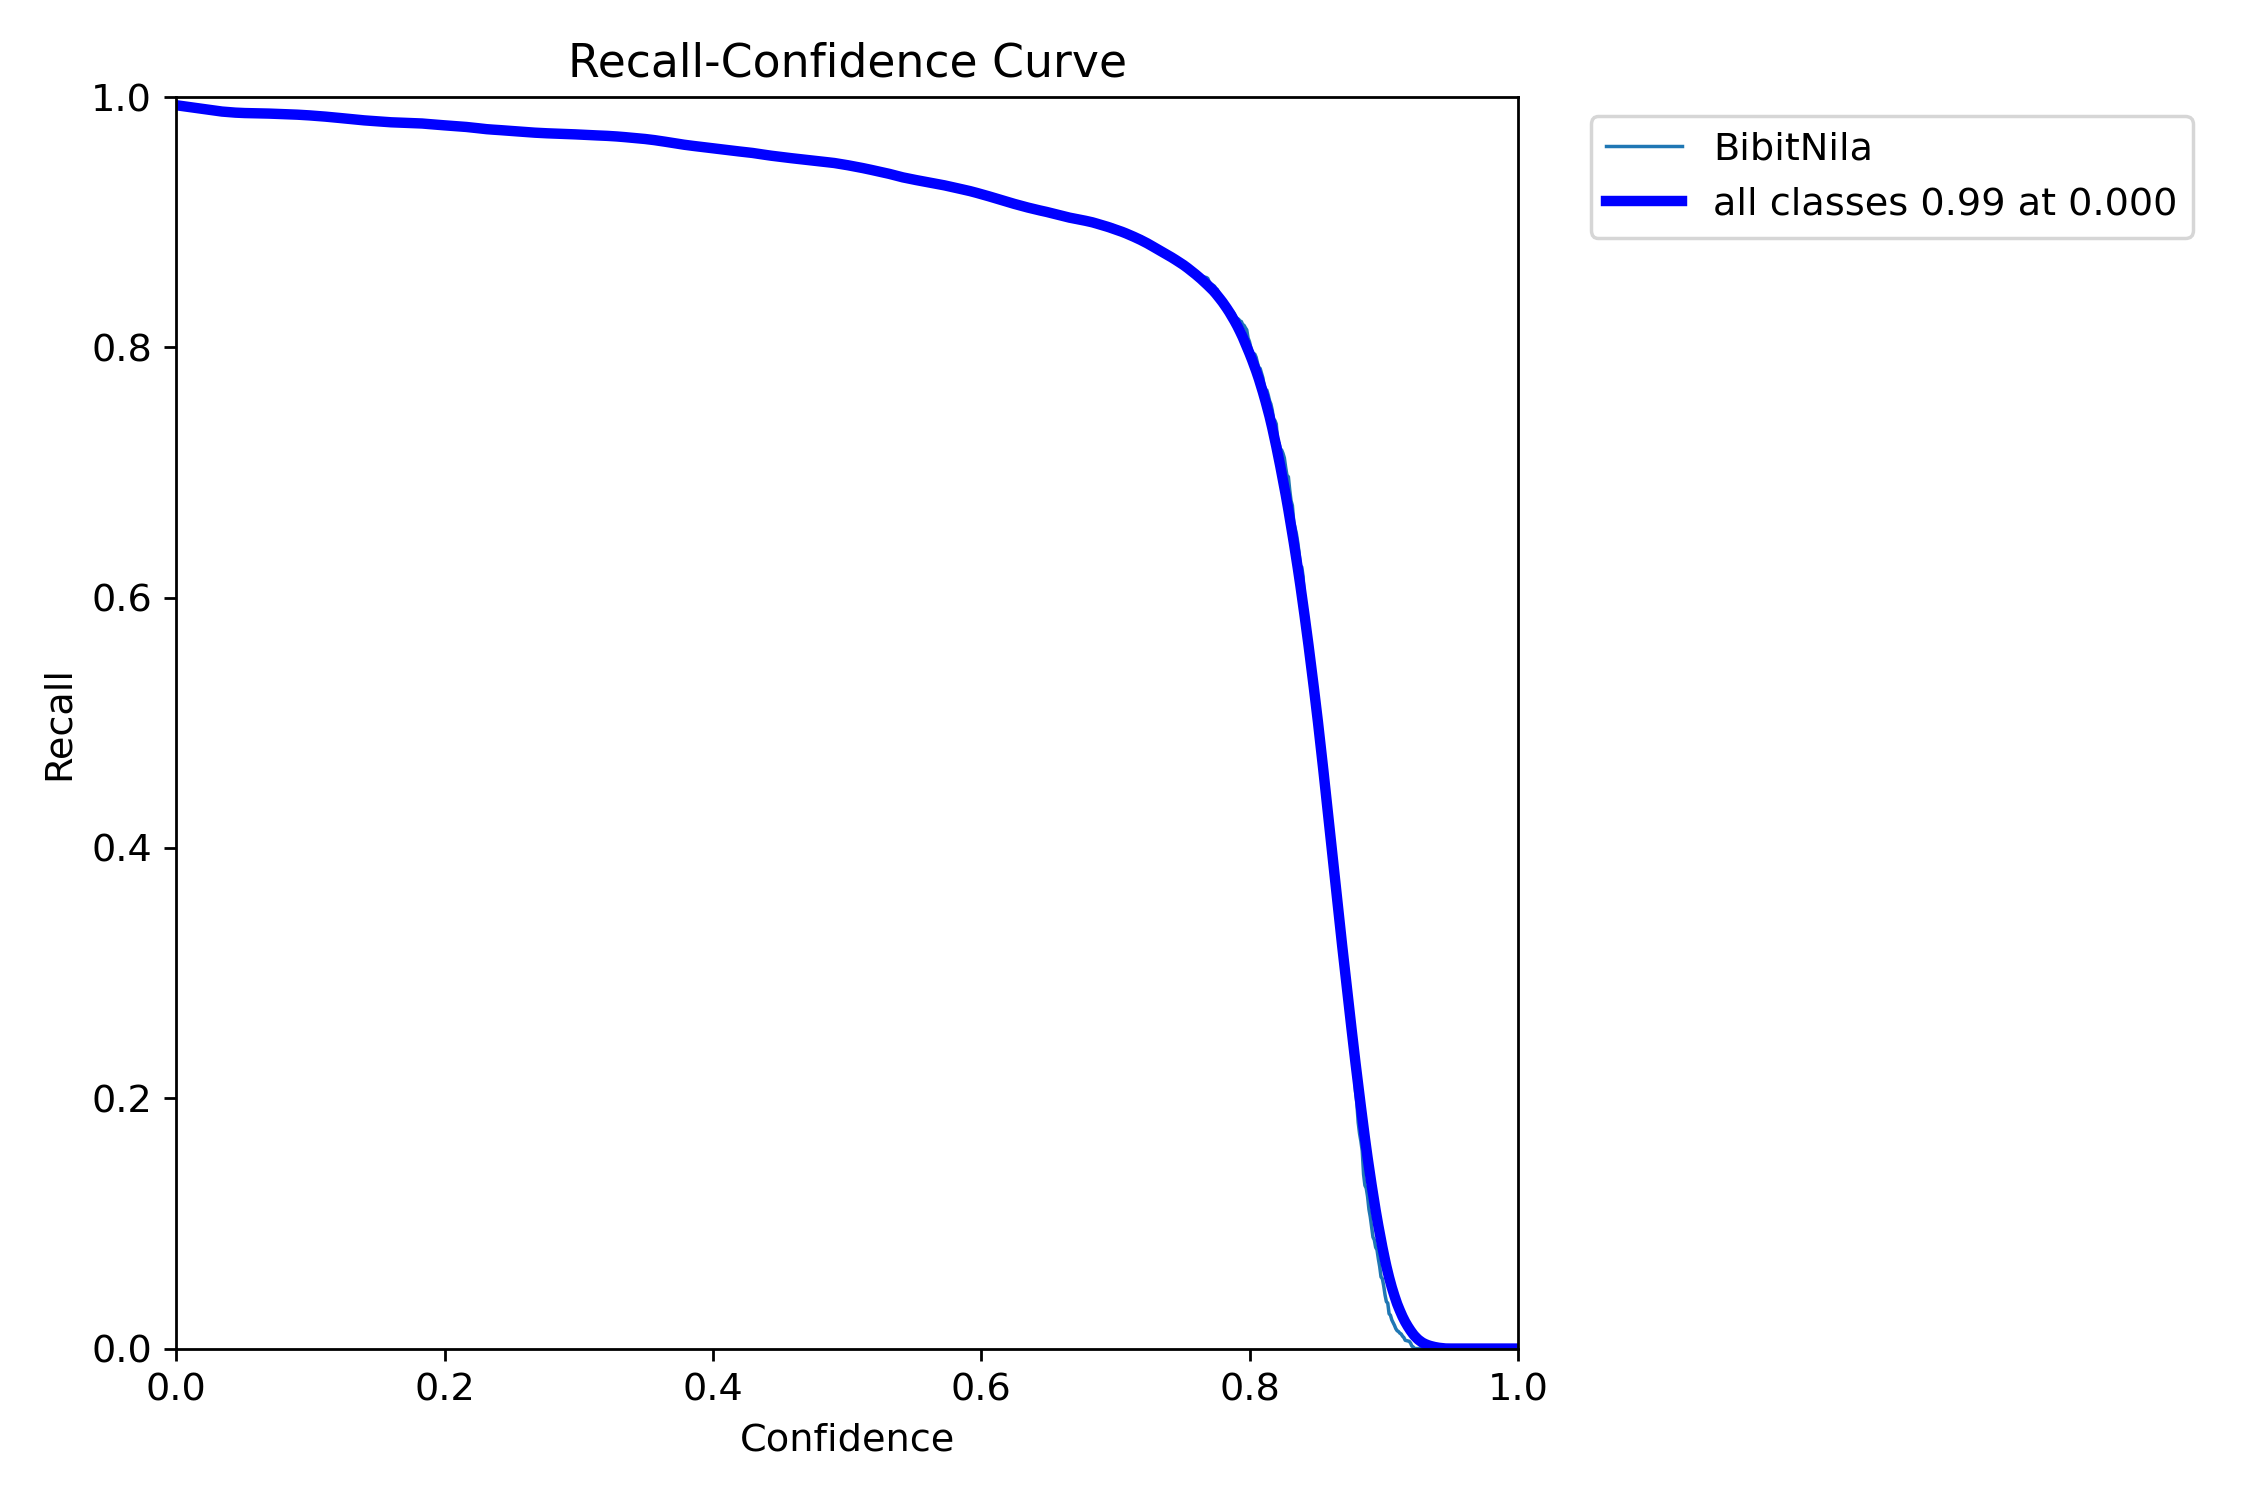 Recall-Confidence Curve
BibitNila
all classes 0.99 at 0.000
1.0
0.8
0.6
0.4
0.2
0.0
Recall
0.0 0.2 0.4 0.6 0.8 1.0
Confidence